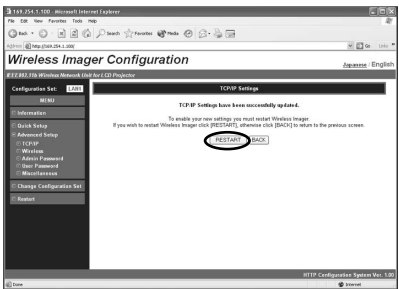 169.254.1.100 - Microsoft Internet Explorer
File Edit View Favorites Tools Help
Back Search Favorites Media
Address http://169.254.1.100/ Go Links
Wireless Imager Configuration
Japanese / English
IEEE802.11b Wireless Network Unit for LCD Projector
Configuration Set: LAN1
TCP/IP Settings
MENU
TCP/IP Settings have been successfully updated.
Information
To enable your new settings you must restart Wireless Imager.
Quick Setup
If you wish to restart Wireless Imager click [RESTART], otherwise click [BACK] to return to the previous screen.
Advanced Setup
RESTART BACK
TCP/IP
Wireless
Admin Password
User Password
Miscellaneous
Change Configuration Set
Restart
HTTP Configuration System Ver. 1.00
Done Internet